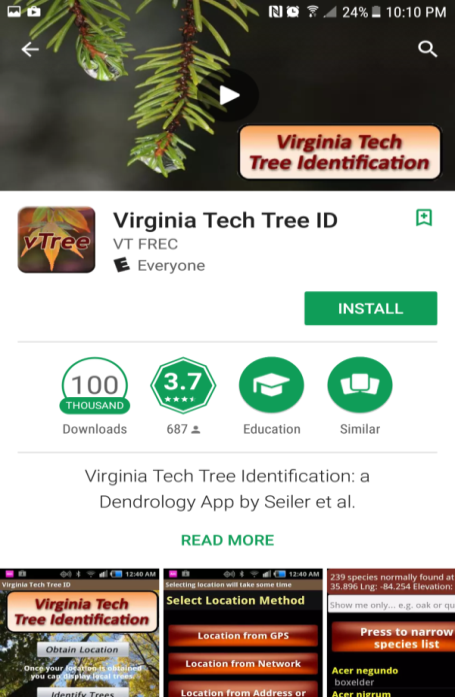 24% 10:10 PM
Virginia Tech
Tree Identification
vTree
Virginia Tech Tree ID
VT FREC
E Everyone
INSTALL
100
THOUSAND
3.7
Downloads
687
Education
Similar
Virginia Tech Tree Identification: a
Dendrology App by Seiler et al.
READ MORE
12:40 AM
Virginia Tech Tree ID
Virginia Tech
Tree Identification
Obtain Location
Once your location is obtained
you can display local trees.
Identify Trees
12:40 AM
Selecting location will take some time
Select Location Method
Location from GPS
Location from Network
Location from Address or
239 species normally found at
35.896 Lng: -84.254 Elevation:
Show me only... e.g. oak or qu
Press to narrow
species list
Acer negundo
boxelder
Acer nigrum